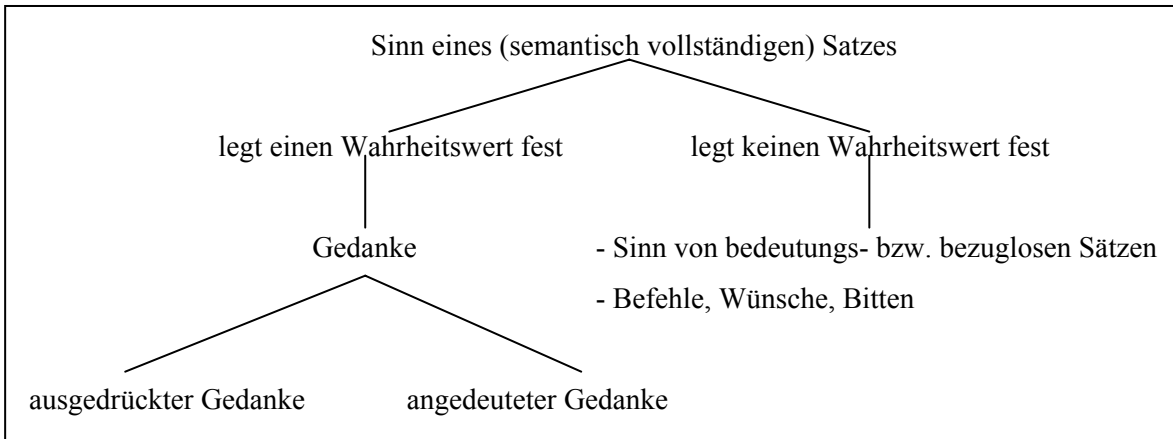 Sinn eines (semantisch vollständigen) Satzes
legt einen Wahrheitswert fest legt keinen Wahrheitswert fest
Gedanke - Sinn von bedeutungs- bzw. bezuglosen Sätzen
- Befehle, Wünsche, Bitten
ausgedrückter Gedanke angedeuteter Gedanke